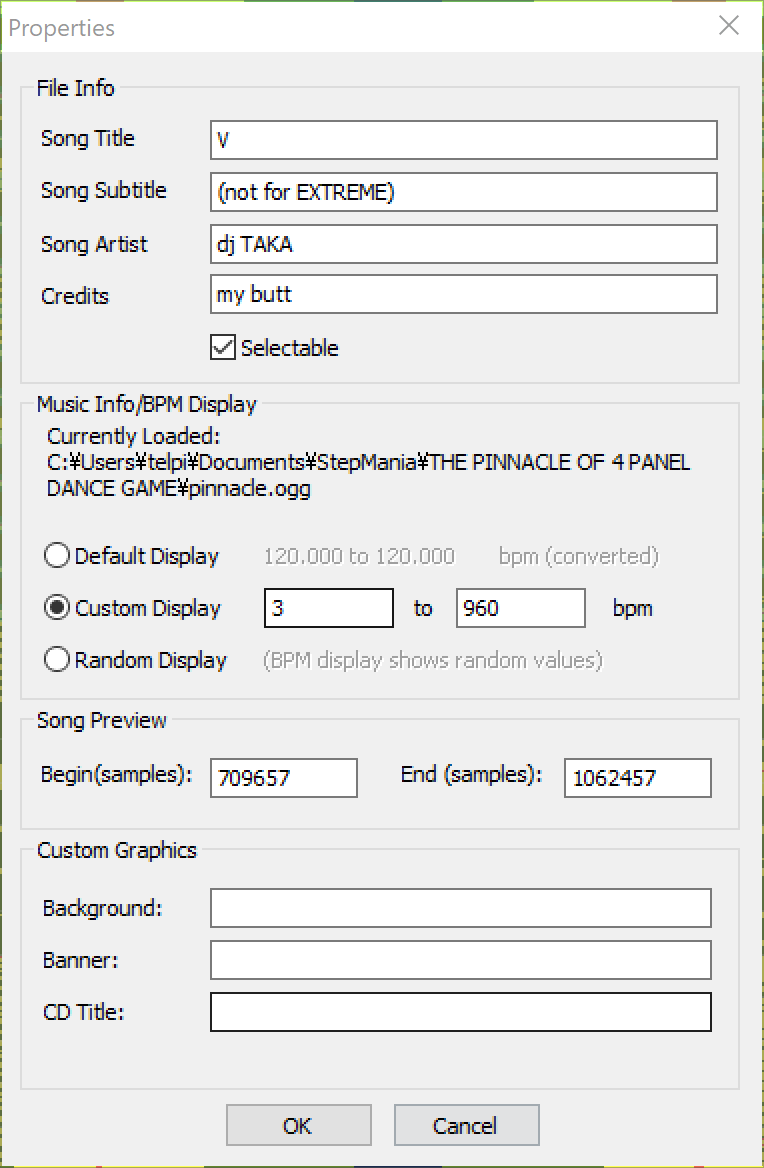 Properties
File Info
Song Title V
Song Subtitle (not for EXTREME)
Song Artist dj TAKA
Credits my butt
Selectable
Music Info/BPM Display
Currently Loaded:
C:¥Users¥telpi¥Documents¥StepMania¥THE PINNACLE OF 4 PANEL
DANCE GAME¥pinnacle.ogg
Default Display 120.000 to 120.000 bpm (converted)
Custom Display 3 to 960 bpm
Random Display (BPM display shows random values)
Song Preview
Begin(samples): 709657 End (samples): 1062457
Custom Graphics
Background:
Banner:
CD Title:
OK Cancel